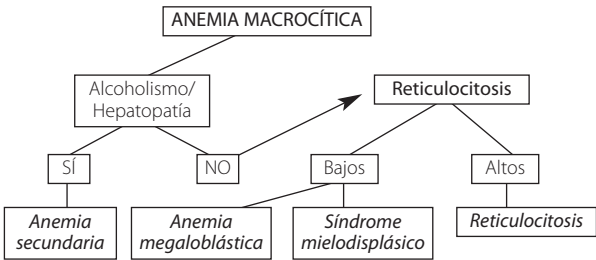 ANEMIA MACROCÍTICA
Alcoholismo/
Hepatopatía
Reticulocitosis
SÍ
NO
Bajos
Altos
Anemia
secundaria
Anemia
megaloblástica
Síndrome
mielodisplásico
Reticulocitosis